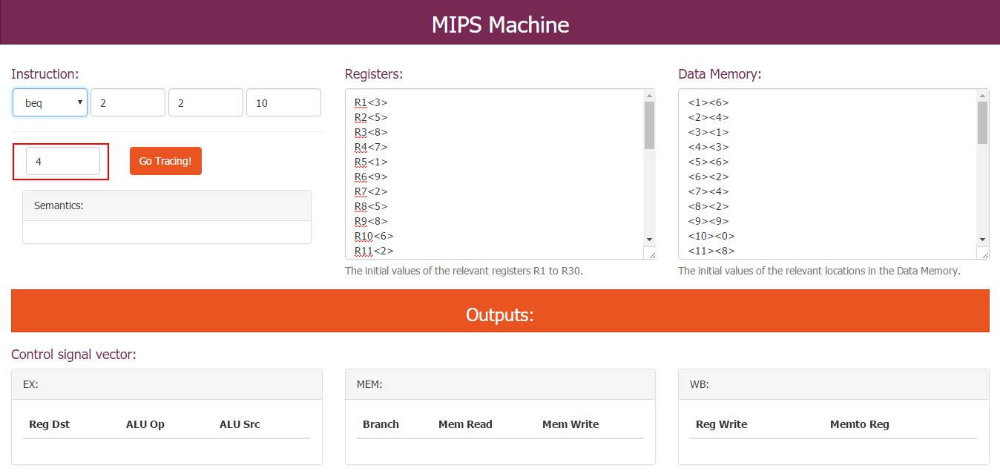 MIPS Machine
Instruction:
beq 2 2 10
4 Go Tracing!
Semantics:
Registers:
R1<3>
R2<5>
R3<8>
R4<7>
R5<1>
R6<9>
R7<2>
R8<5>
R9<8>
R10<6>
R11<2>
The initial values of the relevant registers R1 to R30.
Data Memory:
<1><6>
<2><4>
<3><1>
<4><3>
<5><6>
<6><2>
<7><4>
<8><2>
<9><9>
<10><0>
<11><8>
The initial values of the relevant locations in the Data Memory.
Outputs:
Control signal vector:
EX:
Reg Dst ALU Op ALU Src
MEM:
Branch Mem Read Mem Write
WB:
Reg Write Memto Reg